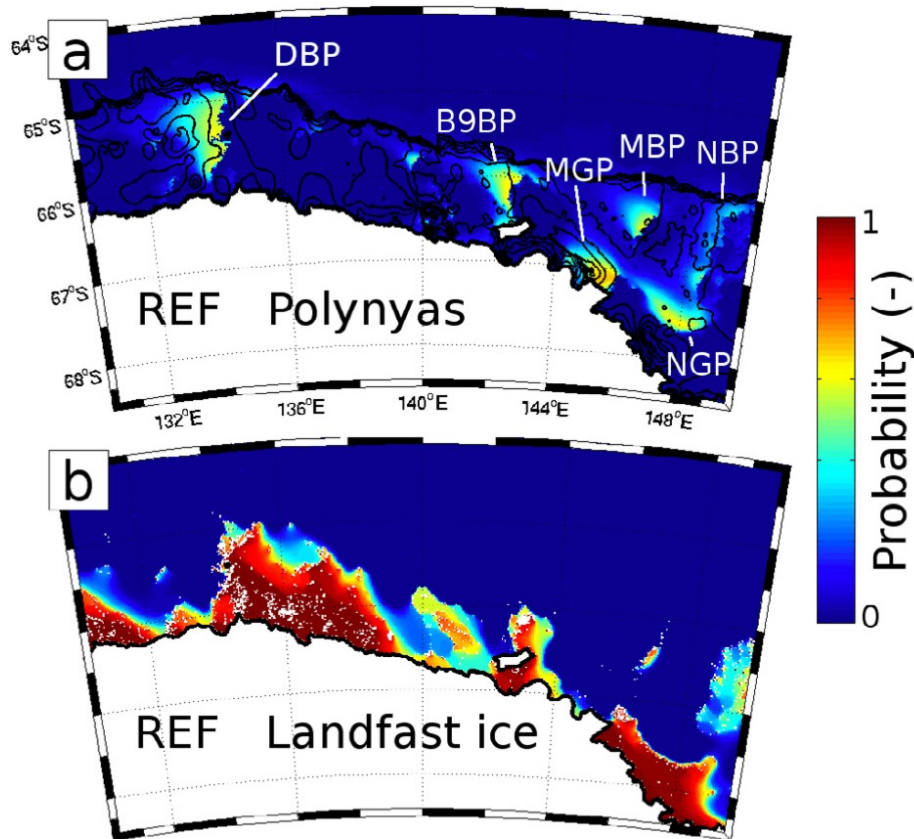 a
64°S
65°S
66°S
67°S
68°S
DBP
B9BP
MGP
MBP
NBP
NGP
REF Polynyas
132°E
136°E
140°E
144°E
148°E
b
REF Landfast ice
1
Probability (-)
0